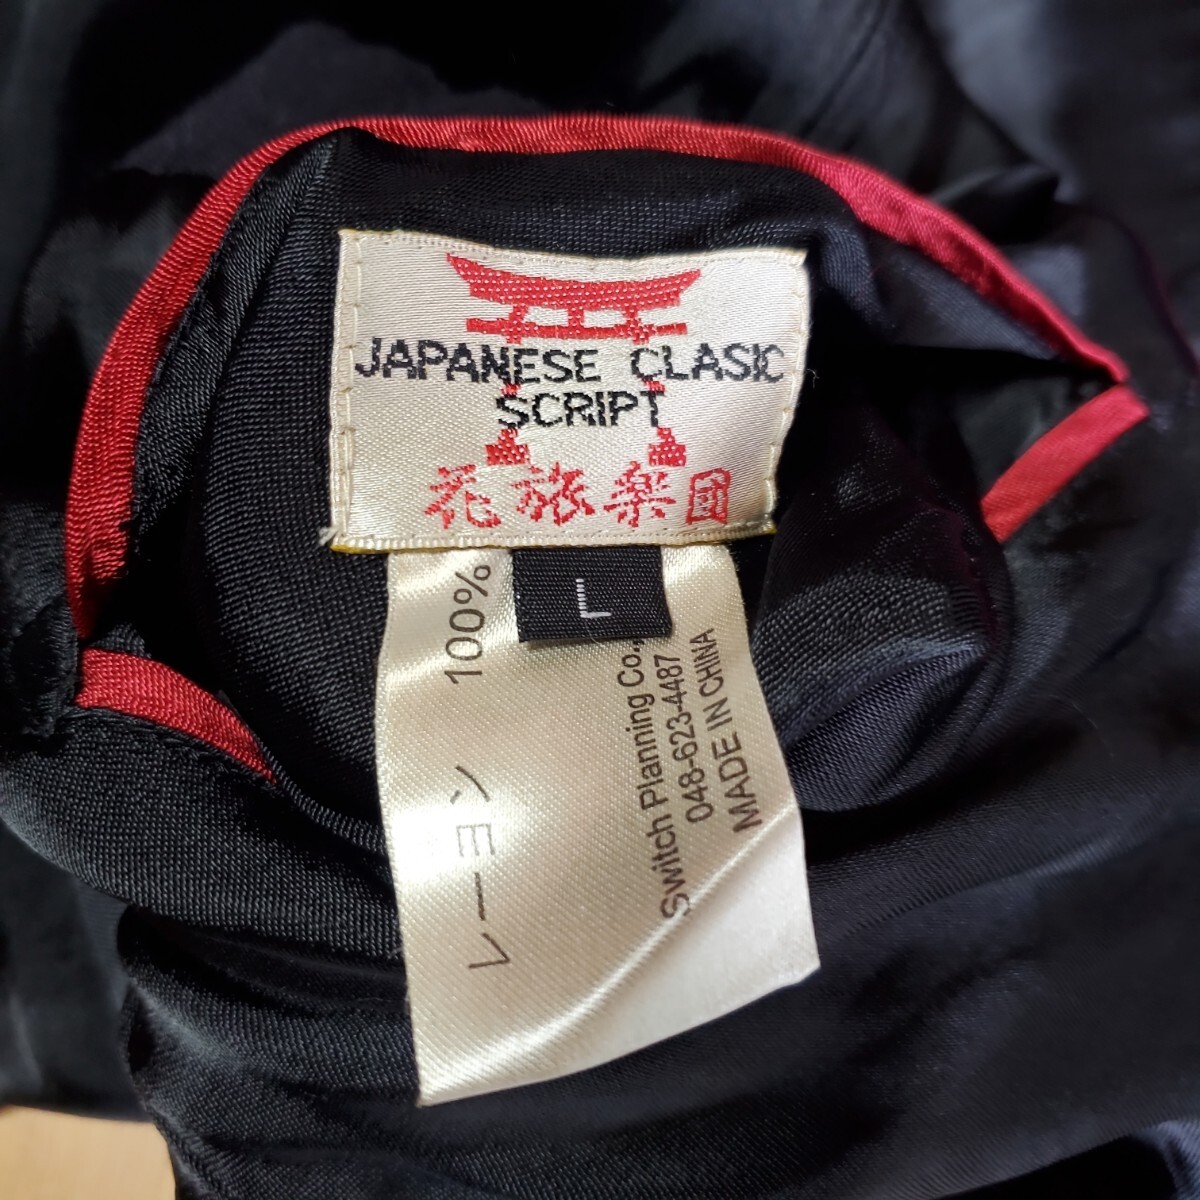 JAPANESE CLASIC
SCRIPT
花旅楽団
L
レーヨン 100%
Switch Planning Co.,
048-623-4487
MADE IN CHINA